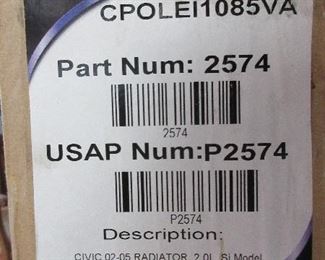 CPOLEI1085VA
Part Num: 2574
2574
USAP Num:P2574
P2574
Description:
CIVIC 02-05 RADIATOR, 2.0L, Si Model